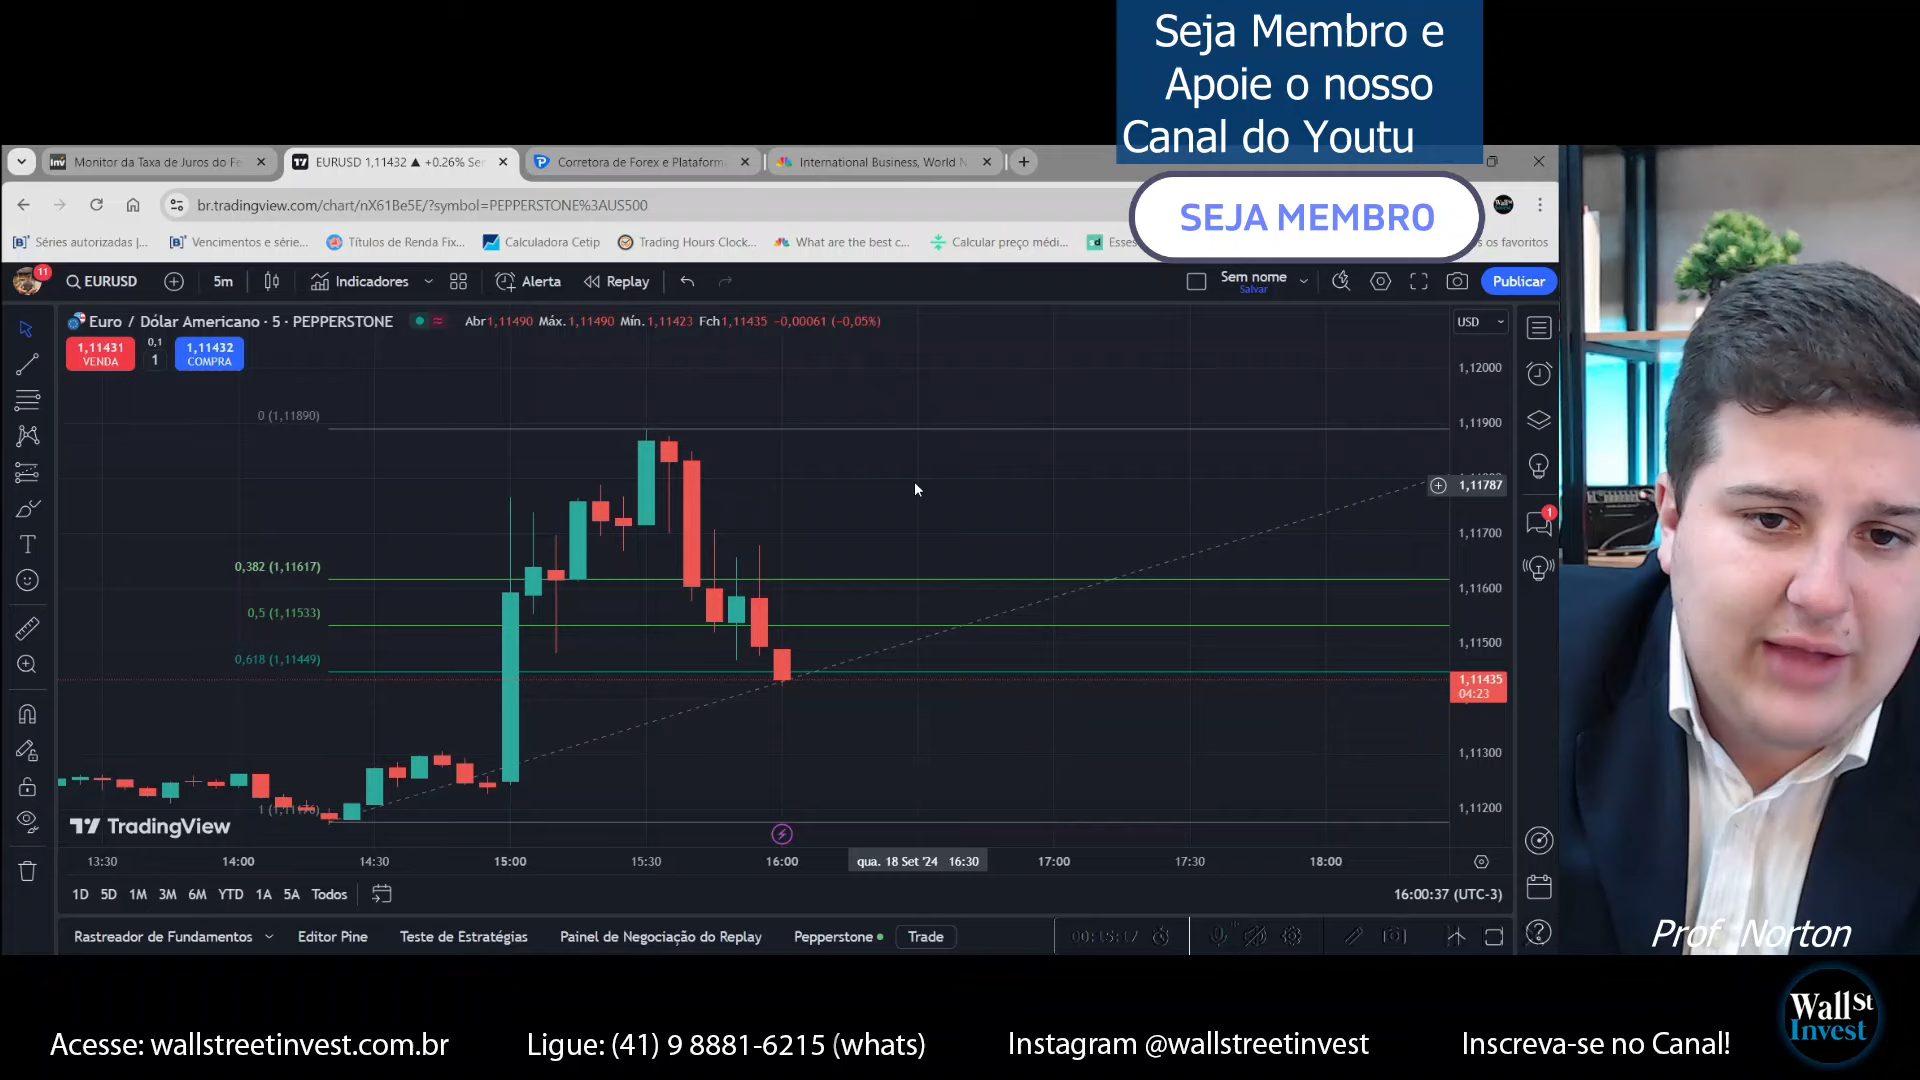 Seja Membro e
Apoie o nosso
Canal do Youtu
SEJA MEMBRO
Monitor da Taxa de Juros do Fe
EURUSD 1,11432 ▲ +0.26% Se
Corretora de Forex e Plataform
International Business, World N
br.tradingview.com/chart/nX61Be5E/?symbol=PEPPERSTONE%3AUS500
Séries autorizadas |...
Vencimentos e série...
Títulos de Renda Fix...
Calculadora Cetip
Trading Hours Clock...
What are the best c...
Calcular preço médi...
Esses
os favoritos
11
EURUSD
5m
Indicadores
Alerta
Replay
Sem nome
Salvar
Publicar
Euro / Dólar Americano · 5 · PEPPERSTONE
Abr1,11490 Máx.1,11490 Mín.1,11423 Fch1,11435 −0,00061 (−0,05%)
USD
1,11431
VENDA
0,1
1
1,11432
COMPRA
1,12000
0 (1,11890)
1,11900
1,11787
1,11700
0,382 (1,11617)
1,11600
0,5 (1,11533)
1,11500
0,618 (1,11449)
1,11435
04:23
1,11300
1,11200
TradingView
1
13:30
14:00
14:30
15:00
15:30
16:00
qua. 18 Set '24 16:30
17:00
17:30
18:00
1D 5D 1M 3M 6M YTD 1A 5A Todos
16:00:37 (UTC-3)
Rastreador de Fundamentos
Editor Pine
Teste de Estratégias
Painel de Negociação do Replay
Pepperstone
Trade
00:15:17
Prof Norton
Acesse: wallstreetinvest.com.br
Ligue: (41) 9 8881-6215 (whats)
Instagram @wallstreetinvest
Inscreva-se no Canal!
Wall St
Invest